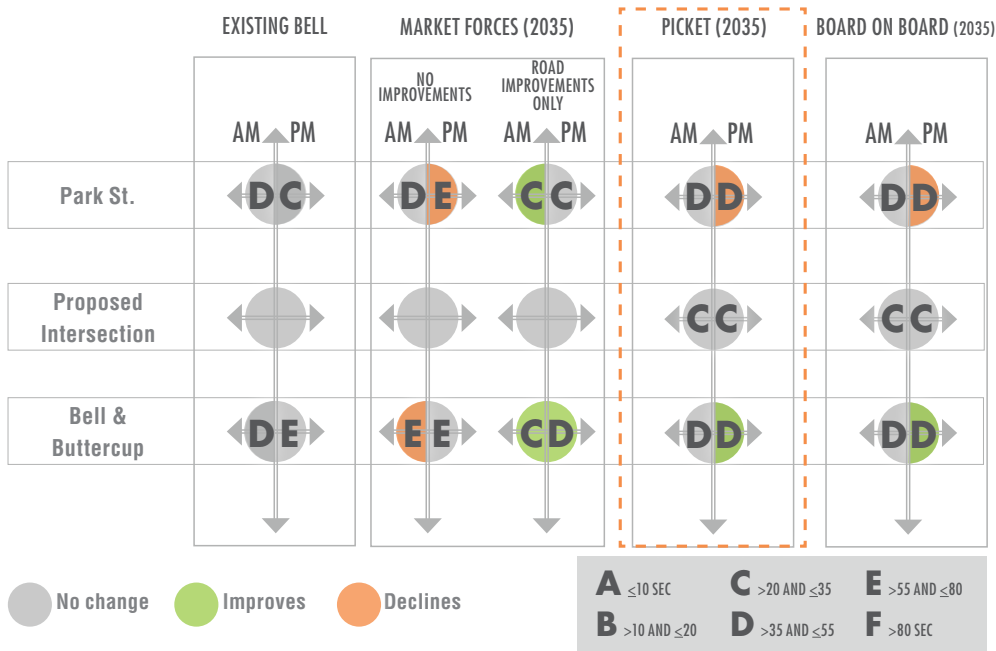 EXISTING BELL
MARKET FORCES (2035)
PICKET (2035)
BOARD ON BOARD (2035)
NO
IMPROVEMENTS
ROAD
IMPROVEMENTS
ONLY
AM PM
AM PM
AM PM
AM PM
AM PM
Park St.
D C
D E
C C
D D
D D
Proposed
Intersection
C C
C C
Bell &
Buttercup
D E
E E
C D
D D
D D
No change
Improves
Declines
A ≤10 SEC
C >20 AND ≤35
E >55 AND ≤80
B >10 AND ≤20
D >35 AND ≤55
F >80 SEC